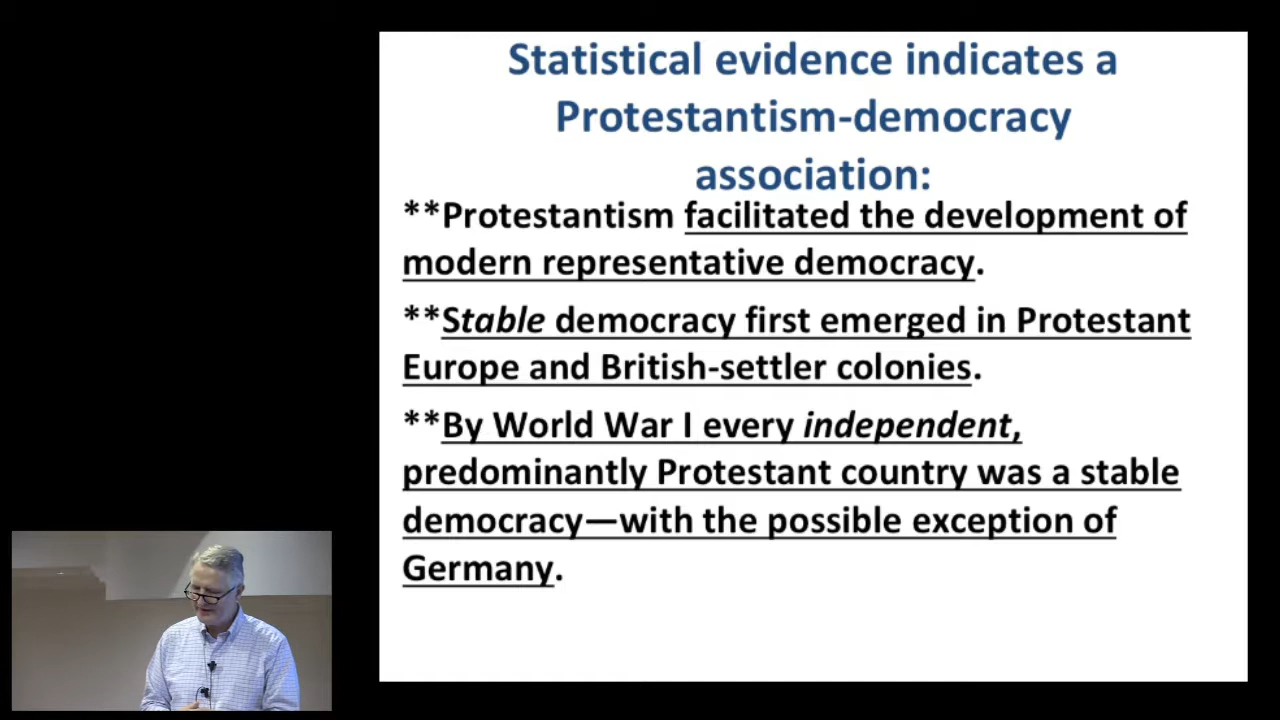 Statistical evidence indicates a
Protestantism-democracy
association:
**Protestantism facilitated the development of
modern representative democracy.
**Stable democracy first emerged in Protestant
Europe and British-settler colonies.
**By World War I every independent,
predominantly Protestant country was a stable
democracy—with the possible exception of
Germany.